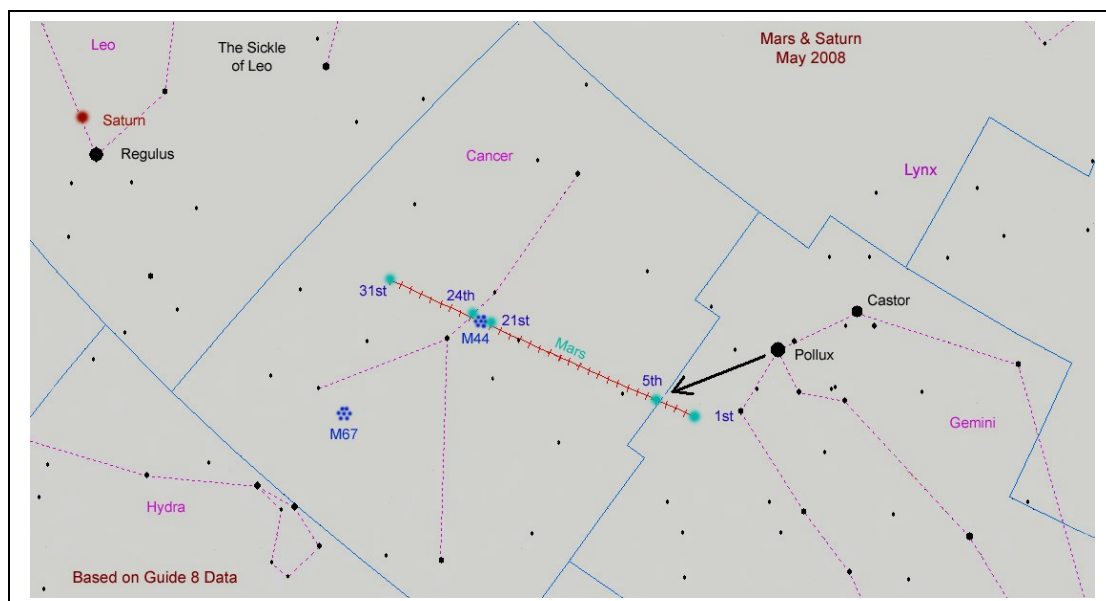 Leo
The Sickle
of Leo
Mars & Saturn
May 2008
Saturn
Regulus
Cancer
Lynx
31st
24th
21st
M44
Mars
Castor
Pollux
5th
1st
M67
Gemini
Hydra
Based on Guide 8 Data